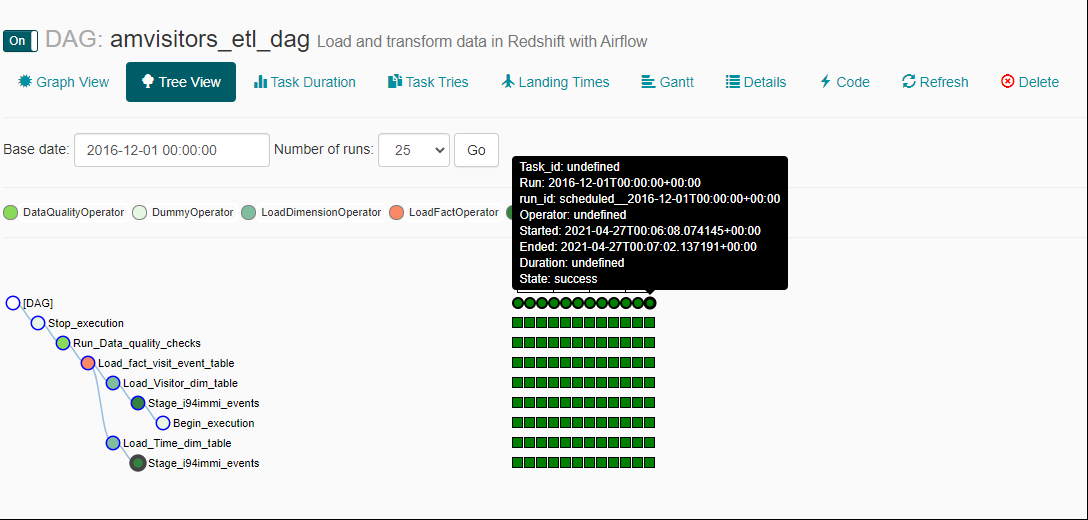 On DAG: amvisitors_etl_dag Load and transform data in Redshift with Airflow
Graph View Tree View Task Duration Task Tries Landing Times Gantt Details Code Refresh Delete
Base date: 2016-12-01 00:00:00 Number of runs: 25 Go
Task_id: undefined
Run: 2016-12-01T00:00:00+00:00
run_id: scheduled__2016-12-01T00:00:00+00:00
Operator: undefined
Started: 2021-04-27T00:06:08.074145+00:00
Ended: 2021-04-27T00:07:02.137191+00:00
Duration: undefined
State: success
DataQualityOperator DummyOperator LoadDimensionOperator LoadFactOperator
[DAG]
Stop_execution
Run_Data_quality_checks
Load_fact_visit_event_table
Load_Visitor_dim_table
Stage_i94immi_events
Begin_execution
Load_Time_dim_table
Stage_i94immi_events